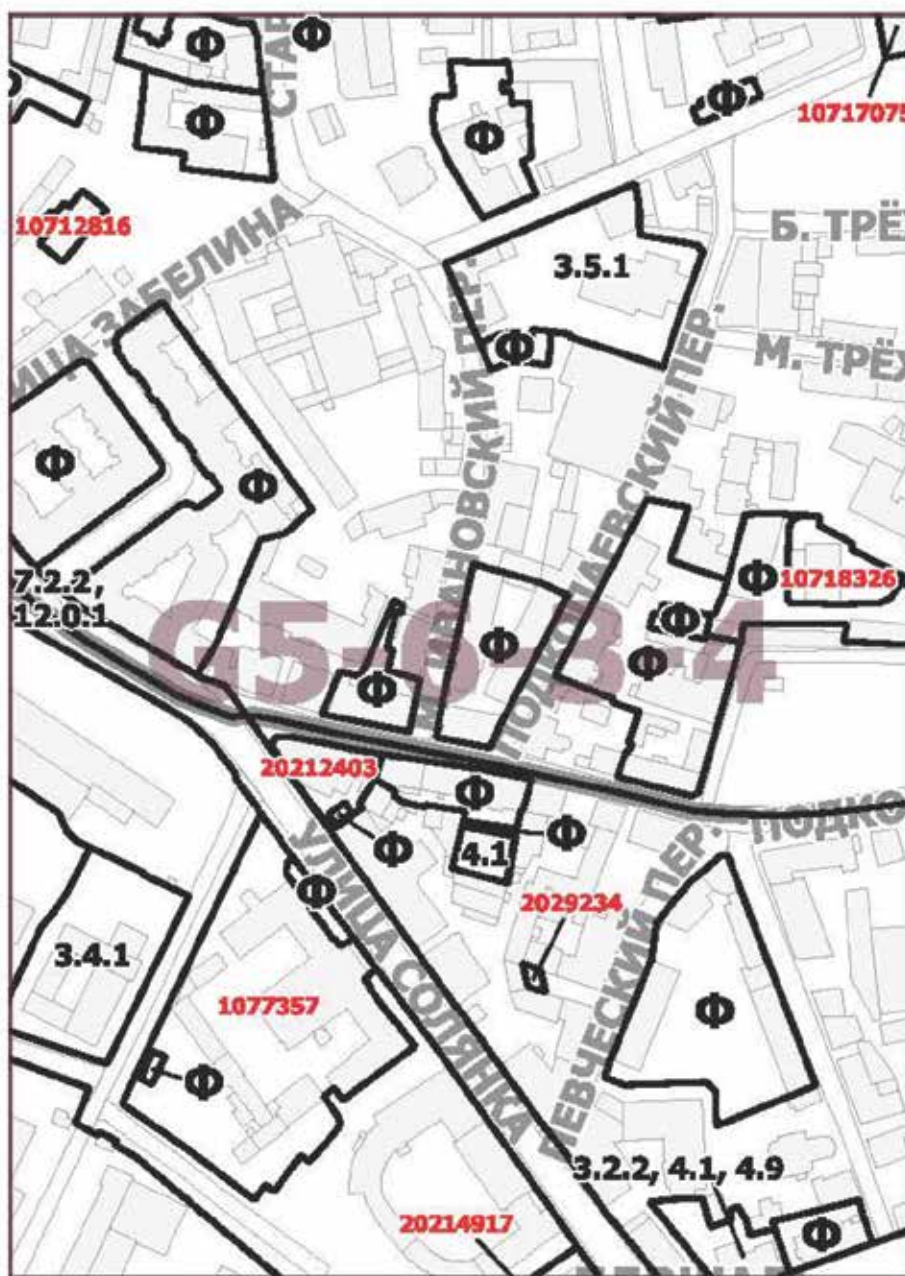 Ф
Ф
СТАР
Ф
Ф
Ф
10717075
10712816
УЛИЦА ЗАБЕЛИНА
Б. ТРЁХ
3.5.1
Ф
М. ТРЁХ
М. ИВАНОВСКИЙ ПЕР.
ПОДКОПАЕВСКИЙ ПЕР.
Ф
Ф
7.2.2,
12.0.1
Ф
10718326
G5-6-3-4
Ф
Ф
Ф
Ф
20212403
Ф
Ф
Ф
4.1
ПОДКО
УЛИЦА СОЛЯНКА
Ф
2029234
ПЕВЧЕСКИЙ ПЕР.
3.4.1
1077357
Ф
Ф
3.2.2, 4.1, 4.9
20214917
Ф